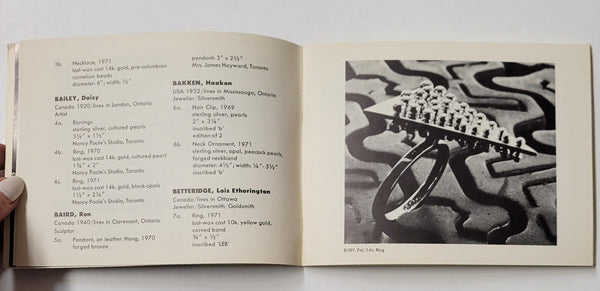 3b. Necklace, 1971
lost-wax cast 14k. gold, pre-columbian
carnelian beads
diameter: 6"; width: ½"
BAILEY, Daisy
Canada 1920/lives in London, Ontario
Artist
4a. Earrings
sterling silver, cultured pearls
3¼" x 1½"
Nancy Poole's Studio, Toronto
4b. Ring, 1970
lost-wax cast 14k. gold, cultured pearl
1¾" x 2"
Nancy Poole's Studio, Toronto
4c. Ring, 1971
lost-wax cast 14k. gold, black opals
1½" x 2"
Nancy Poole's Studio, Toronto
BAIRD, Ron
Canada 1940/lives in Claremont, Ontario
Sculptor
5a. Pendant, on leather thong, 1970
forged bronze
pendant: 3" x 2½"
Mrs. James Hayward, Toronto
BAKKEN, Haakon
USA 1932/lives in Mississauga, Ontario
Jeweller/Silversmith
6a. Hair Clip, 1969
sterling silver, pearls
2" x 3¼"
inscribed 'b'
edition of 2
6b. Neck Ornament, 1971
sterling silver, opal, peacock pearls,
forged neckband
diameter: 4½"; width: ¼"- 5½"
inscribed 'b'
BETTERIDGE, Lois Etherington
Canada/lives in Ottawa
Jeweller/Silversmith/Goldsmith
7a. Ring, 1971
lost-wax cast 14k. yellow gold,
carved band
¾" x ½"
inscribed 'LEB'
BURY, Pol/14a, Ring